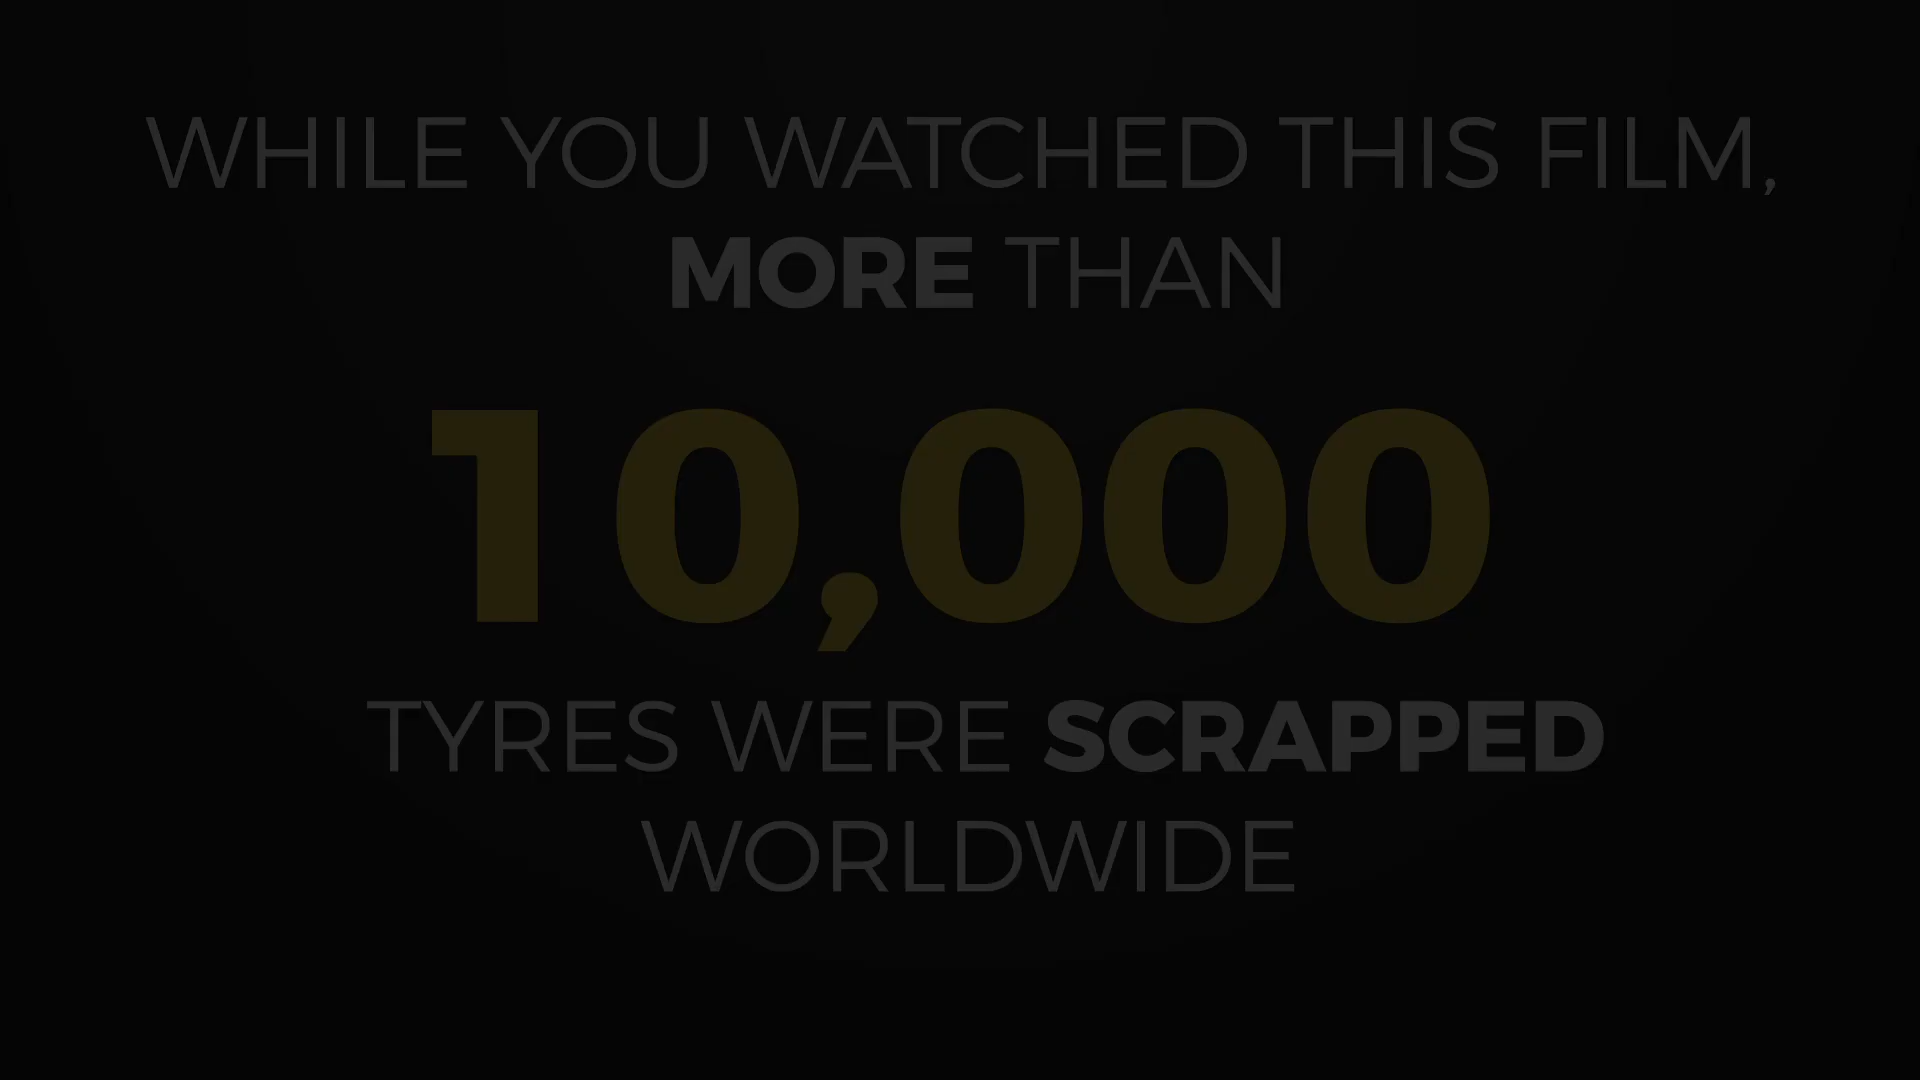 WHILE YOU WATCHED THIS FILM,
MORE THAN
10,000
TYRES WERE SCRAPPED
WORLDWIDE